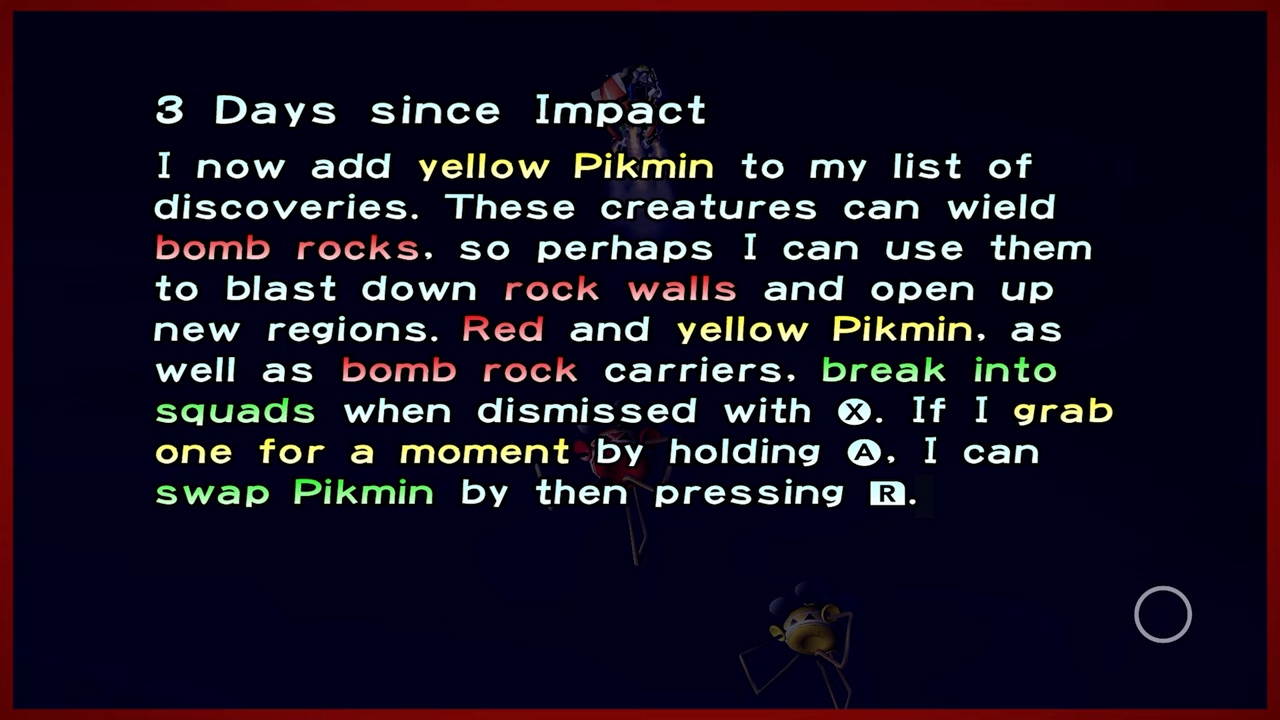 3 Days since Impact
I now add yellow Pikmin to my list of
discoveries. These creatures can wield
bomb rocks, so perhaps I can use them
to blast down rock walls and open up
new regions. Red and yellow Pikmin, as
well as bomb rock carriers, break into
squads when dismissed with X. If I grab
one for a moment by holding A, I can
swap Pikmin by then pressing R.